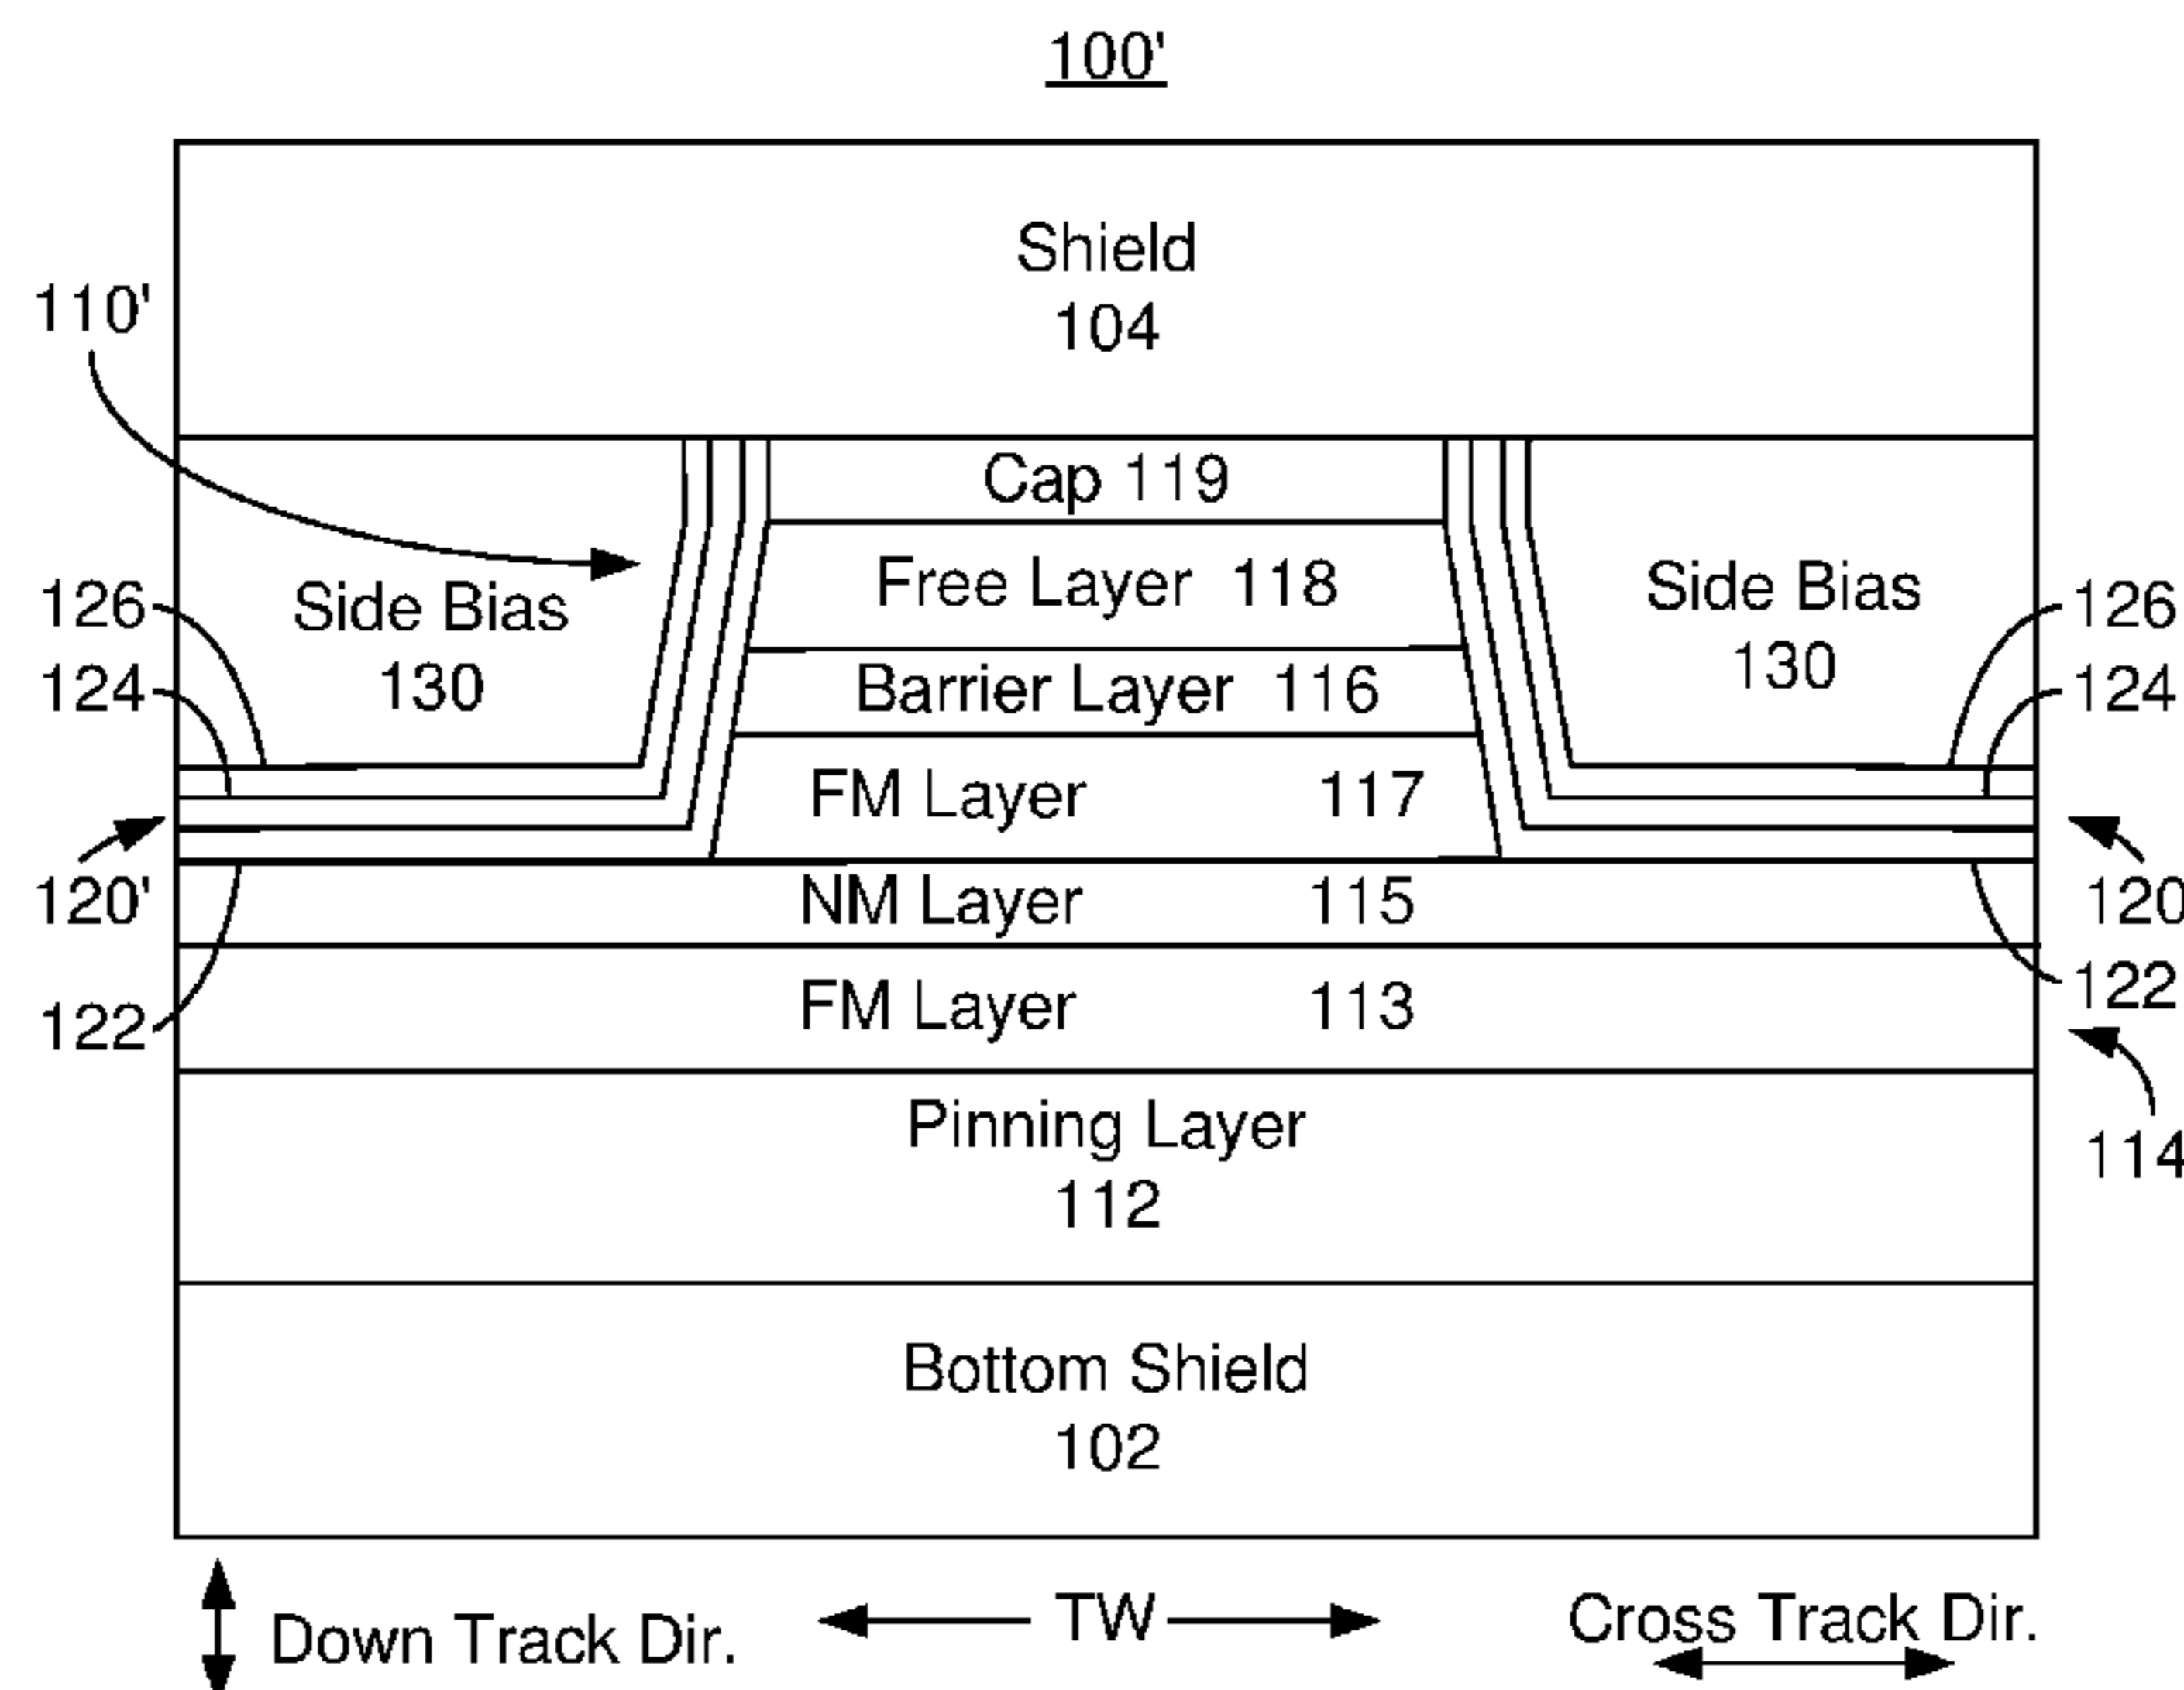 100'
Shield
104
110'
Cap 119
Free Layer 118
126
Side Bias
130
Side Bias
130
126
124
Barrier Layer 116
124
FM Layer 117
120'
NM Layer 115
120
122
FM Layer 113
122
114
Pinning Layer
112
Bottom Shield
102
Down Track Dir.
TW
Cross Track Dir.